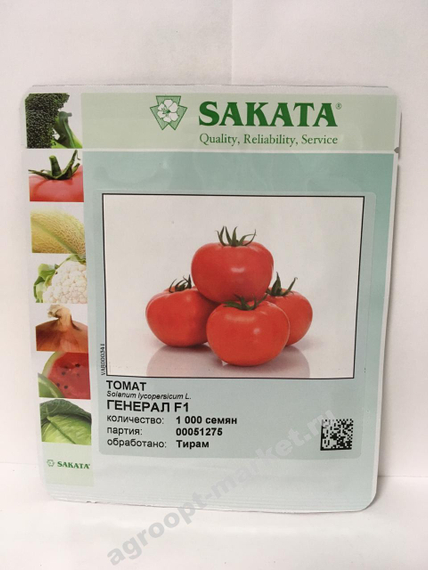 SAKATA®
Quality, Reliability, Service
ТОМАТ
Solanum lycopersicum L.
ГЕНЕРАЛ F1
количество: 1 000 семян
партия: 00051275
обработано: Тирам
SAKATA
agroopt-market.ru